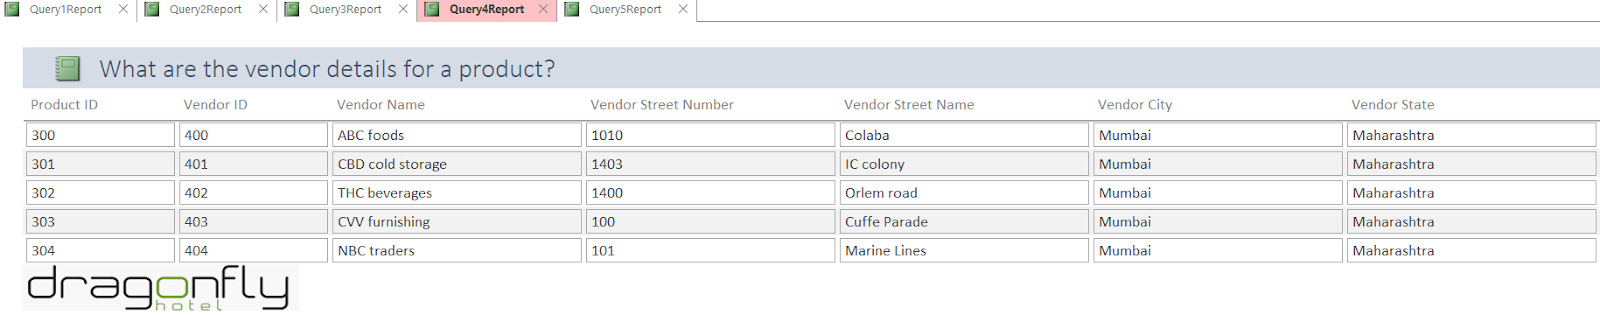 Query1Report Query2Report Query3Report Query4Report Query5Report
What are the vendor details for a product?
Product ID Vendor ID Vendor Name Vendor Street Number Vendor Street Name Vendor City Vendor State
300 400 ABC foods 1010 Colaba Mumbai Maharashtra
301 401 CBD cold storage 1403 IC colony Mumbai Maharashtra
302 402 THC beverages 1400 Orlem road Mumbai Maharashtra
303 403 CVV furnishing 100 Cuffe Parade Mumbai Maharashtra
304 404 NBC traders 101 Marine Lines Mumbai Maharashtra
dragonfly
hotel